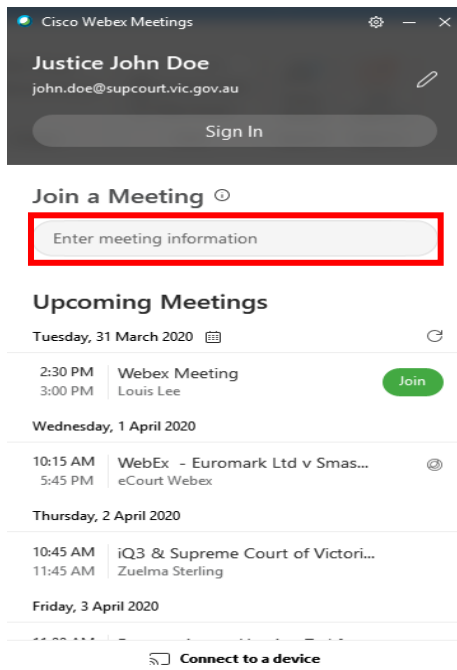 Cisco Webex Meetings
Justice John Doe
john.doe@supcourt.vic.gov.au
Sign In
Join a Meeting
Enter meeting information
Upcoming Meetings
Tuesday, 31 March 2020
2:30 PM Webex Meeting
3:00 PM Louis Lee
Join
Wednesday, 1 April 2020
10:15 AM WebEx - Euromark Ltd v Smas...
5:45 PM eCourt Webex
Thursday, 2 April 2020
10:45 AM iQ3 & Supreme Court of Victori...
11:45 AM Zuelma Sterling
Friday, 3 April 2020
Connect to a device